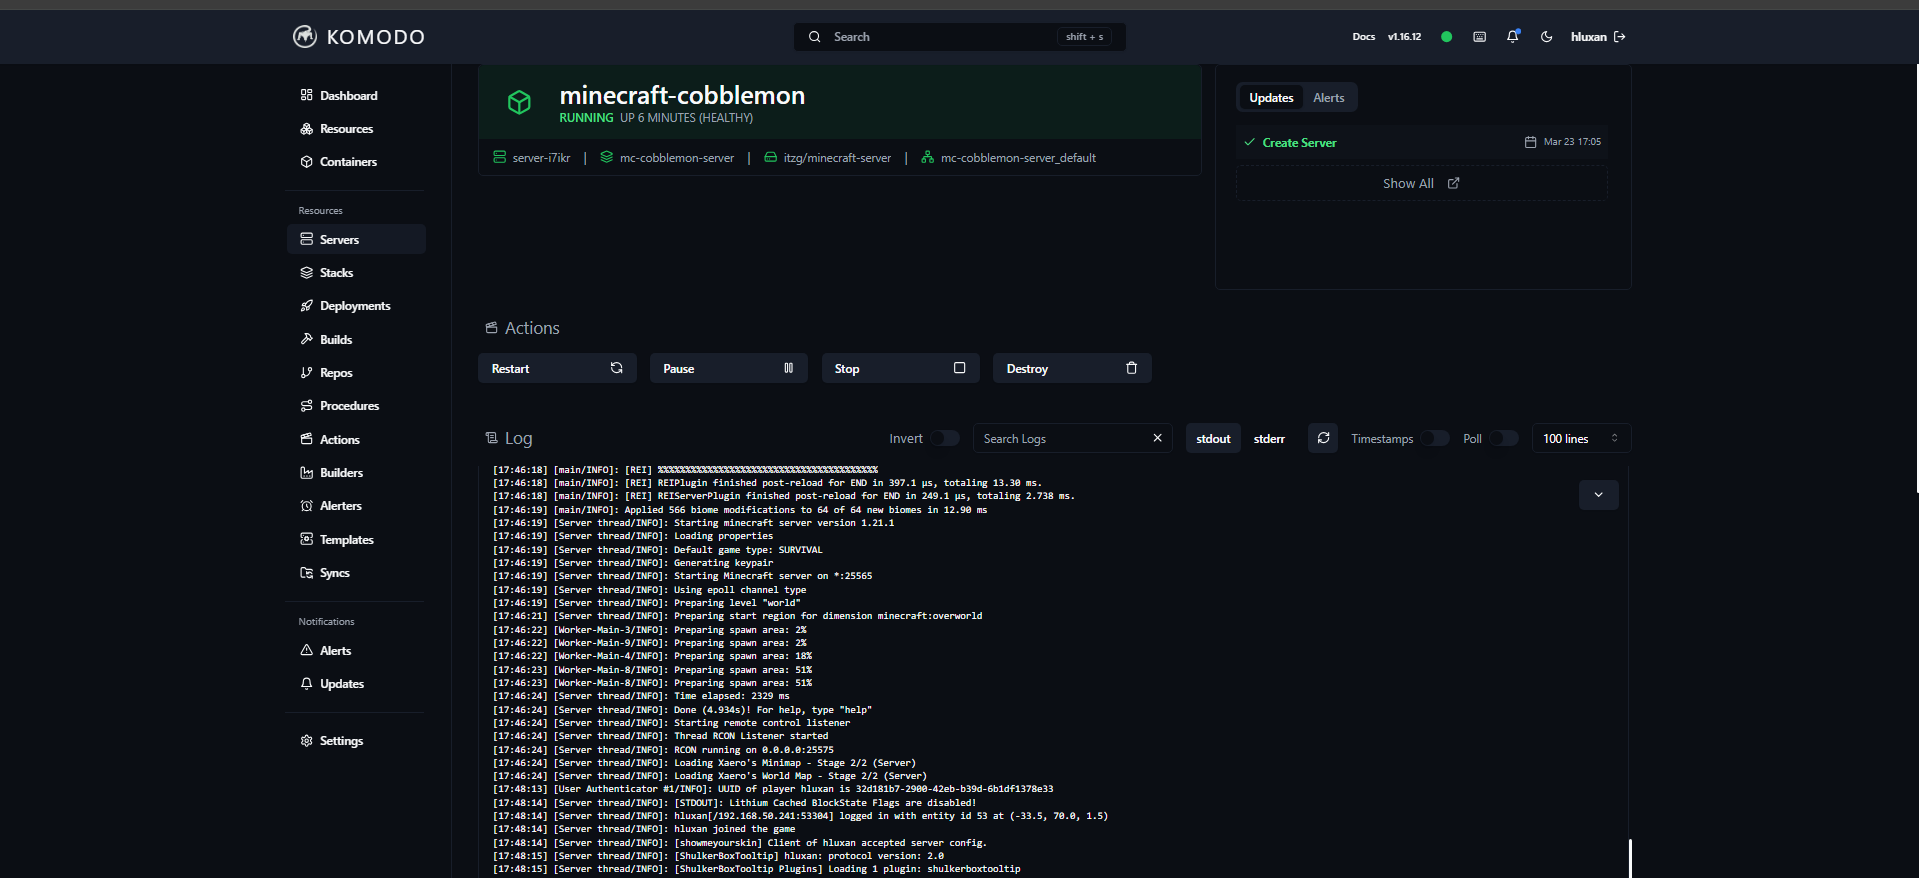 KOMODO
Search
shift + s
Docs
v1.16.12
hluxan
Dashboard
Resources
Containers
Resources
Servers
Stacks
Deployments
Builds
Repos
Procedures
Actions
Builders
Alerters
Templates
Syncs
Notifications
Alerts
Updates
Settings
minecraft-cobblemon
RUNNING UP 6 MINUTES (HEALTHY)
server-i7ikr | mc-cobblemon-server | itzg/minecraft-server | mc-cobblemon-server_default
Updates Alerts
Create Server Mar 23 17:05
Show All
Actions
Restart
Pause
Stop
Destroy
Log
Invert
Search Logs
stdout stderr
Timestamps
Poll
100 lines
[17:46:18] [main/INFO]: [REI] %%%%%%%%%%%%%%%%%%%%%%%%%%%%%%%%%%%%%%%%
[17:46:18] [main/INFO]: [REI] REIPlugin finished post-reload for END in 397.1 μs, totaling 13.30 ms.
[17:46:18] [main/INFO]: [REI] REIServerPlugin finished post-reload for END in 249.1 μs, totaling 2.738 ms.
[17:46:19] [main/INFO]: Applied 566 biome modifications to 64 of 64 new biomes in 12.90 ms
[17:46:19] [Server thread/INFO]: Starting minecraft server version 1.21.1
[17:46:19] [Server thread/INFO]: Loading properties
[17:46:19] [Server thread/INFO]: Default game type: SURVIVAL
[17:46:19] [Server thread/INFO]: Generating keypair
[17:46:19] [Server thread/INFO]: Starting Minecraft server on *:25565
[17:46:19] [Server thread/INFO]: Using epoll channel type
[17:46:19] [Server thread/INFO]: Preparing level "world"
[17:46:21] [Server thread/INFO]: Preparing start region for dimension minecraft:overworld
[17:46:22] [Worker-Main-3/INFO]: Preparing spawn area: 2%
[17:46:22] [Worker-Main-9/INFO]: Preparing spawn area: 2%
[17:46:22] [Worker-Main-4/INFO]: Preparing spawn area: 18%
[17:46:23] [Worker-Main-8/INFO]: Preparing spawn area: 51%
[17:46:23] [Worker-Main-8/INFO]: Preparing spawn area: 51%
[17:46:24] [Server thread/INFO]: Time elapsed: 2329 ms
[17:46:24] [Server thread/INFO]: Done (4.934s)! For help, type "help"
[17:46:24] [Server thread/INFO]: Starting remote control listener
[17:46:24] [Server thread/INFO]: Thread RCON Listener started
[17:46:24] [Server thread/INFO]: RCON running on 0.0.0.0:25575
[17:46:24] [Server thread/INFO]: Loading Xaero's Minimap - Stage 2/2 (Server)
[17:46:24] [Server thread/INFO]: Loading Xaero's World Map - Stage 2/2 (Server)
[17:48:13] [User Authenticator #1/INFO]: UUID of player hluxan is 32d181b7-2900-42eb-b39d-6b1df1378e33
[17:48:14] [Server thread/INFO]: [STDOUT]: Lithium Cached BlockState Flags are disabled!
[17:48:14] [Server thread/INFO]: hluxan[/192.168.50.241:53304] logged in with entity id 53 at (-33.5, 70.0, 1.5)
[17:48:14] [Server thread/INFO]: hluxan joined the game
[17:48:14] [Server thread/INFO]: [showmeyourskin] Client of hluxan accepted server config.
[17:48:15] [Server thread/INFO]: [ShulkerBoxTooltip] hluxan: protocol version: 2.0
[17:48:15] [Server thread/INFO]: [ShulkerBoxTooltip Plugins] Loading 1 plugin: shulkerboxtooltip